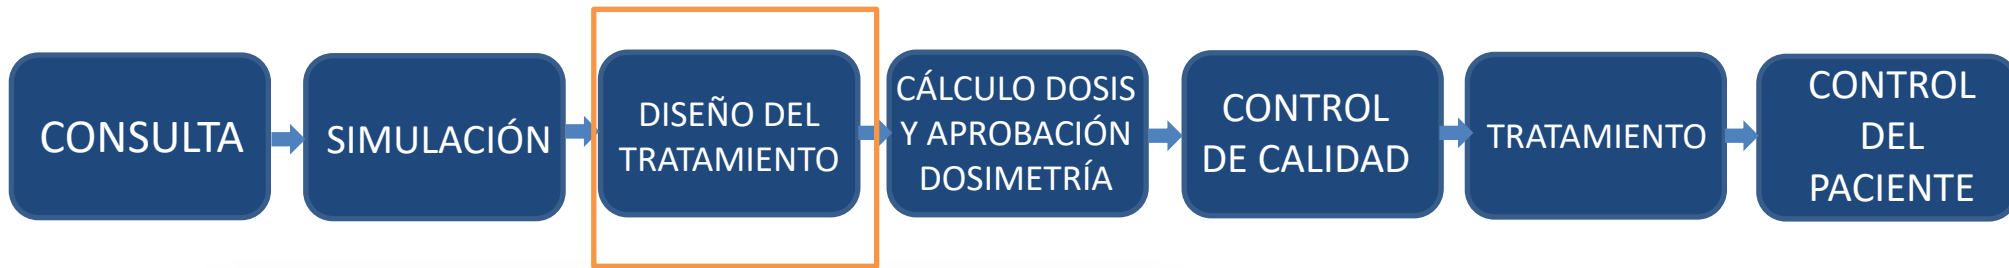 CONSULTA
SIMULACIÓN
DISEÑO DEL
TRATAMIENTO
CÁLCULO DOSIS
Y APROBACIÓN
DOSIMETRÍA
CONTROL
DE CALIDAD
TRATAMIENTO
CONTROL
DEL
PACIENTE